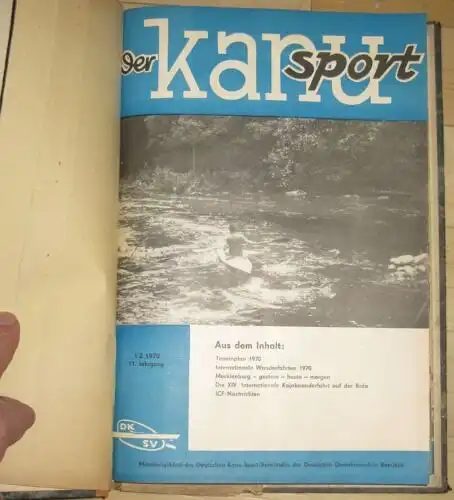 der kanu sport
Aus dem Inhalt:
Tourenplan 1970
Internationale Wanderfahrten 1970
Mecklenburg – gestern – heute – morgen
Die XIV. Internationale Kajakwanderfahrt auf der
ICF-Nachrichten
1-2 1970
17. Jahrgang
DK
SV
Mitteilungsblatt des Deutschen Kanu-Sport-Verbandes der Deutschen Demokratischen Republik